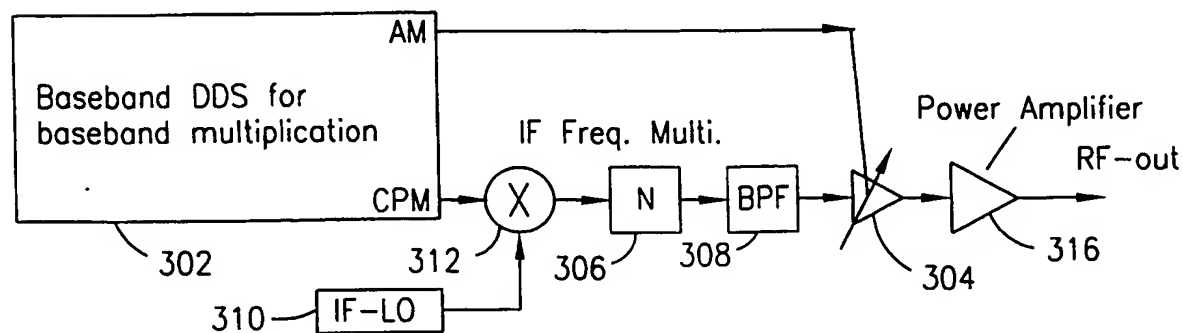 AM
Baseband DDS for
baseband multiplication
Power Amplifier
IF Freq. Multi.
RF-out
CPM
X
N
BPF
302
312
306
308
304
316
310
IF-LO